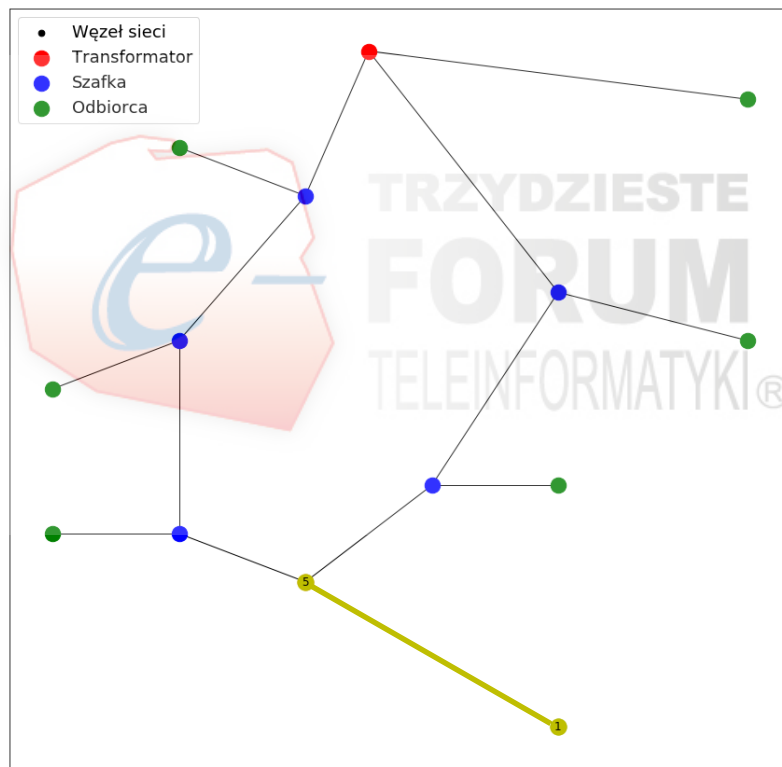 Węzeł sieci
Transformator
Szafka
Odbiorca
e-
TRZYDZIESTE
FORUM
TELEINFORMATYKI®
5
1